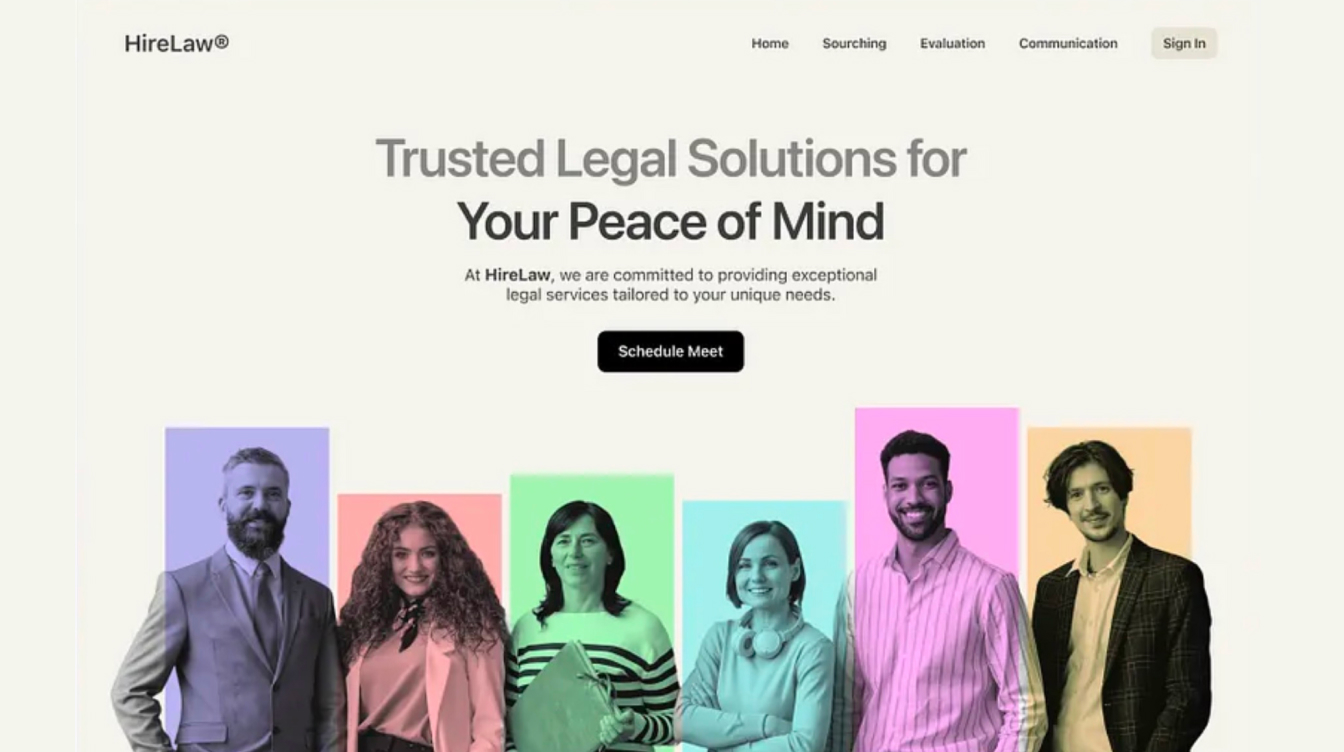 HireLaw®
Home Sourching Evaluation Communication Sign In
Trusted Legal Solutions for
Your Peace of Mind
At HireLaw, we are committed to providing exceptional
legal services tailored to your unique needs.
Schedule Meet